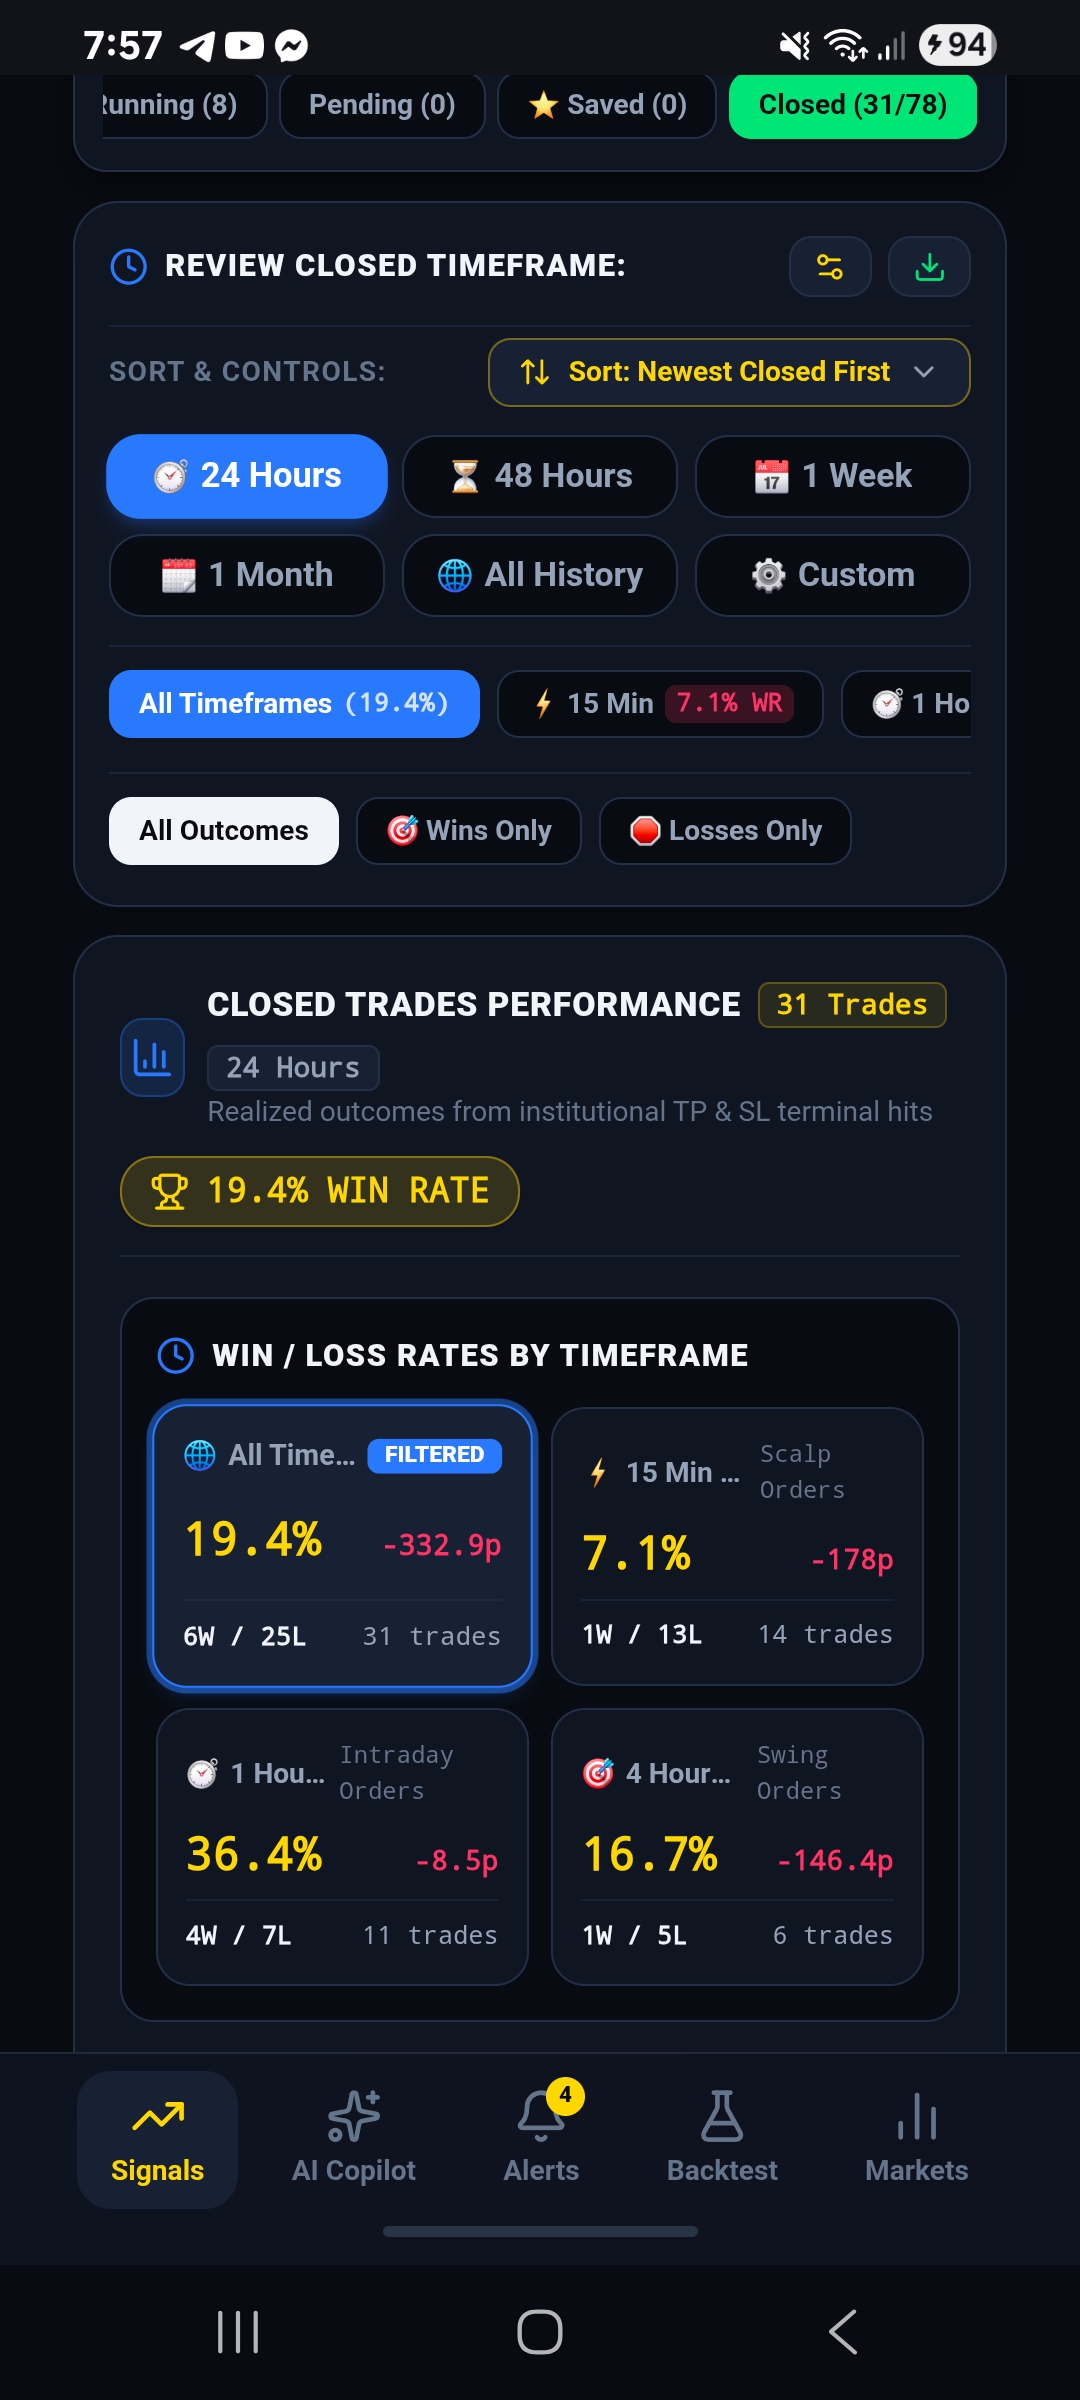 7:57
94
Running (8)
Pending (0)
Saved (0)
Closed (31/78)
REVIEW CLOSED TIMEFRAME:
SORT & CONTROLS:
Sort: Newest Closed First
24 Hours
48 Hours
1 Week
1 Month
All History
Custom
All Timeframes (19.4%)
15 Min 7.1% WR
1 Ho
All Outcomes
Wins Only
Losses Only
CLOSED TRADES PERFORMANCE 31 Trades
24 Hours
Realized outcomes from institutional TP & SL terminal hits
19.4% WIN RATE
WIN / LOSS RATES BY TIMEFRAME
All Time... FILTERED
19.4% -332.9p
6W / 25L 31 trades
15 Min ... Scalp Orders
7.1% -178p
1W / 13L 14 trades
1 Hou... Intraday Orders
36.4% -8.5p
4W / 7L 11 trades
4 Hour... Swing Orders
16.7% -146.4p
1W / 5L 6 trades
Signals
AI Copilot
4
Alerts
Backtest
Markets